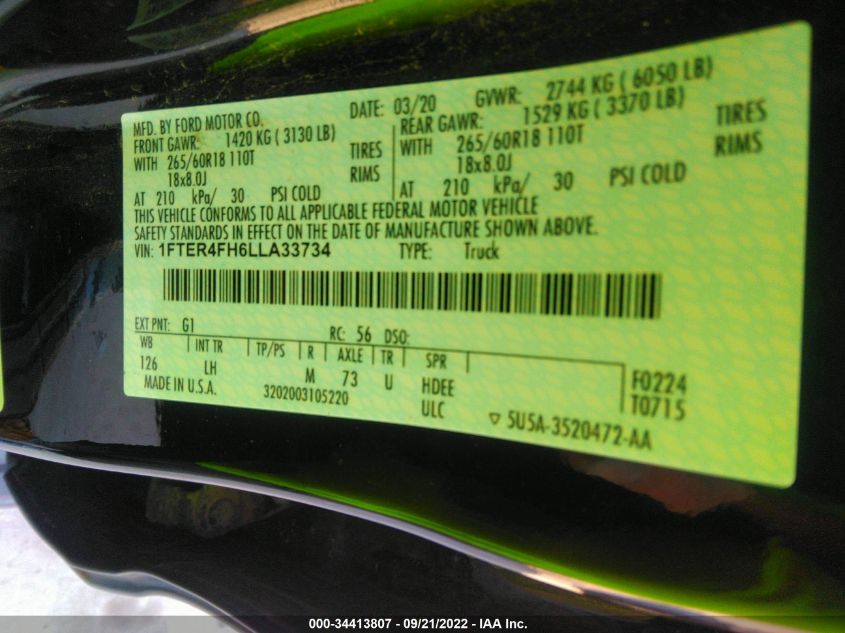 MFD. BY FORD MOTOR CO. DATE: 03/20 GVWR: 2744 KG ( 6050 LB)
FRONT GAWR: 1420 KG ( 3130 LB) REAR GAWR: 1529 KG ( 3370 LB)
WITH 265/60R18 110T TIRES WITH 265/60R18 110T TIRES
18x8.0J RIMS 18x8.0J RIMS
AT 210 kPa/ 30 PSI COLD AT 210 kPa/ 30 PSI COLD
THIS VEHICLE CONFORMS TO ALL APPLICABLE FEDERAL MOTOR VEHICLE
SAFETY STANDARDS IN EFFECT ON THE DATE OF MANUFACTURE SHOWN ABOVE.
VIN: 1FTER4FH6LLA33734 TYPE: Truck
EXT PNT: G1 RC: 56 DSO:
WB INT TR TP/PS R AXLE TR SPR
126 LH M 73 U HDEE F0224
MADE IN U.S.A. 3202003105220 ULC T0715
5U5A-3520472-AA
000-34413807 - 09/21/2022 - IAA Inc.